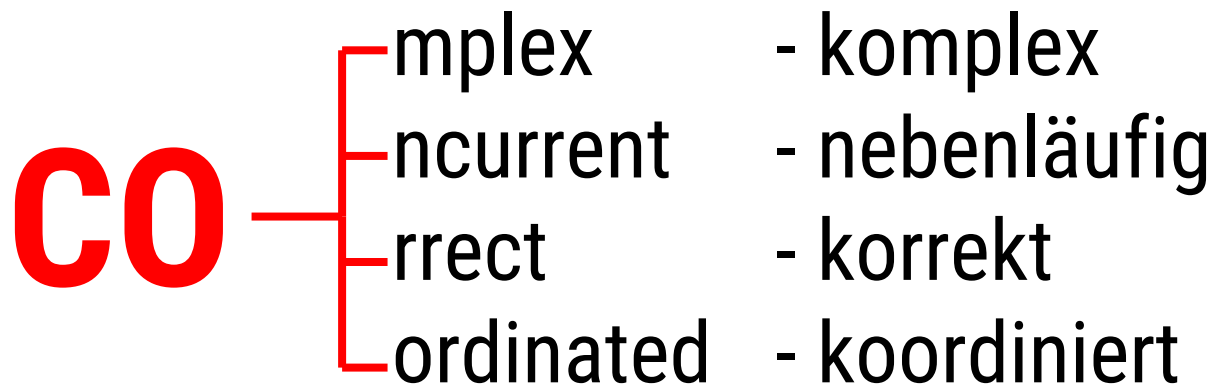 mplex - komplex
ncurrent - nebenläufig
CO
rrect - korrekt
ordinated - koordiniert